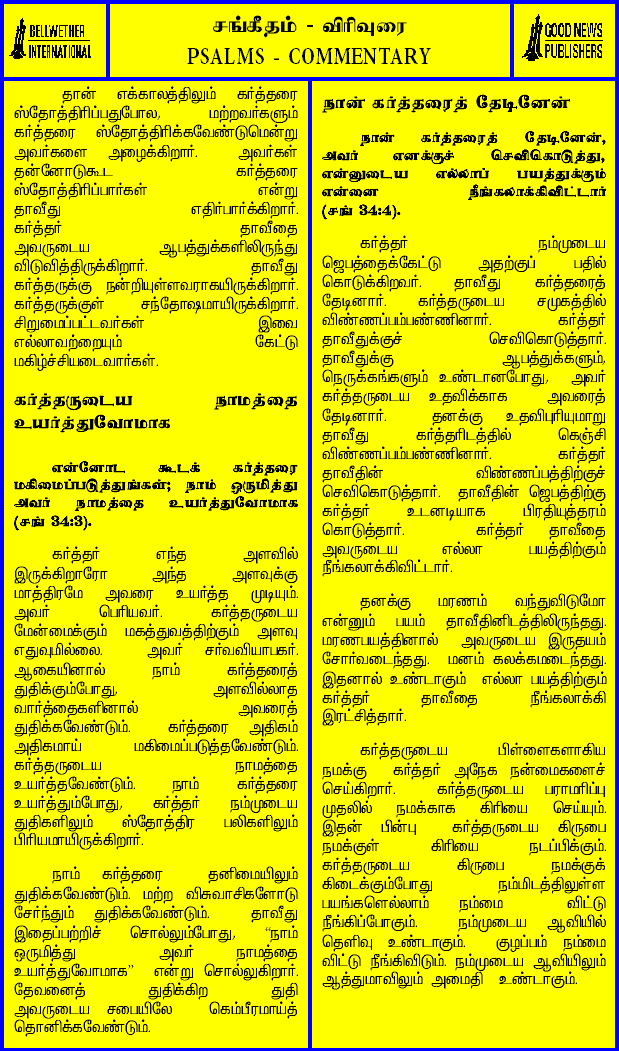 BELLWETHER
INTERNATIONAL
சங்கீதம் - விரிவுரை
PSALMS - COMMENTARY
GOOD NEWS
PUBLISHERS
தான் எக்காலத்திலும் கர்த்தரை
ஸ்தோத்திரிப்பதுபோல, மற்றவர்களும்
கர்த்தரை ஸ்தோத்திரிக்கவேண்டுமென்று
அவர்களை அழைக்கிறார். அவர்கள்
தன்னோடுகூட கர்த்தரை
ஸ்தோத்திரிப்பார்கள் என்று
தாவீது எதிர்பார்க்கிறார்.
கர்த்தர் தாவீதை
அவருடைய ஆபத்துக்களிலிருந்து
விடுவித்திருக்கிறார். தாவீது
கர்த்தருக்கு நன்றியுள்ளவராகயிருக்கிறார்.
கர்த்தருக்குள் சந்தோஷமாயிருக்கிறார்.
சிறுமைப்பட்டவர்கள் இவை
எல்லாவற்றையும் கேட்டு
மகிழ்ச்சியடைவார்கள்.
கர்த்தருடைய நாமத்தை
உயர்த்துவோமாக
என்னோட கூடக் கர்த்தரை
மகிமைப்படுத்துங்கள்; நாம் ஒருமித்து
அவர் நாமத்தை உயர்த்துவோமாக
(சங் 34:3).
கர்த்தர் எந்த அளவில்
இருக்கிறாரோ அந்த அளவுக்கு
மாத்திரமே அவரை உயர்த்த முடியும்.
அவர் பெரியவர். கர்த்தருடைய
மேன்மைக்கும் மகத்துவத்திற்கும் அளவு
எதுவுமில்லை. அவர் சர்வவியாபகர்.
ஆகையினால் நாம் கர்த்தரைத்
துதிக்கும்போது, அளவில்லாத
வார்த்தைகளினால் அவரைத்
துதிக்கவேண்டும். கர்த்தரை அதிகம்
அதிகமாய் மகிமைப்படுத்தவேண்டும்.
கர்த்தருடைய நாமத்தை
உயர்த்தவேண்டும். நாம் கர்த்தரை
உயர்த்தும்போது, கர்த்தர் நம்முடைய
துதிகளிலும் ஸ்தோத்திர பலிகளிலும்
பிரியமாயிருக்கிறார்.
நாம் கர்த்தரை தனிமையிலும்
துதிக்கவேண்டும். மற்ற விசுவாசிகளோடு
சேர்ந்தும் துதிக்கவேண்டும். தாவீது
இதைப்பற்றிச் சொல்லும்போது, “நாம்
ஒருமித்து அவர் நாமத்தை
உயர்த்துவோமாக” என்று சொல்லுகிறார்.
தேவனைத் துதிக்கிற துதி
அவருடைய சபையிலே கெம்பீரமாய்த்
தொனிக்கவேண்டும்.
நான் கர்த்தரைத் தேடினேன்
நான் கர்த்தரைத் தேடினேன்,
அவர் எனக்குச் செவிகொடுத்து,
என்னுடைய எல்லாப் பயத்துக்கும்
என்னை நீங்கலாக்கிவிட்டார்
(சங் 34:4).
கர்த்தர் நம்முடைய
ஜெபத்தைக்கேட்டு அதற்குப் பதில்
கொடுக்கிறவர். தாவீது கர்த்தரைத்
தேடினார். கர்த்தருடைய சமுகத்தில்
விண்ணப்பம்பண்ணினார். கர்த்தர்
தாவீதுக்குச் செவிகொடுத்தார்.
தாவீதுக்கு ஆபத்துக்களும்,
நெருக்கங்களும் உண்டானபோது, அவர்
கர்த்தருடைய உதவிக்காக அவரைத்
தேடினார். தனக்கு உதவிபுரியுமாறு
தாவீது கர்த்தரிடத்தில் கெஞ்சி
விண்ணப்பம்பண்ணினார். கர்த்தர்
தாவீதின் விண்ணப்பத்திற்குச்
செவிகொடுத்தார். தாவீதின் ஜெபத்திற்கு
கர்த்தர் உடனடியாக பிரதியுத்தரம்
கொடுத்தார். கர்த்தர் தாவீதை
அவருடைய எல்லா பயத்திற்கும்
நீங்கலாக்கிவிட்டார்.
தனக்கு மரணம் வந்துவிடுமோ
என்னும் பயம் தாவீதினிடத்திலிருந்தது.
மரணபயத்தினால் அவருடைய இருதயம்
சோர்வடைந்தது. மனம் கலக்கமடைந்தது.
இதனால் உண்டாகும் எல்லா பயத்திற்கும்
கர்த்தர் தாவீதை நீங்கலாக்கி
இரட்சித்தார்.
கர்த்தருடைய பிள்ளைகளாகிய
நமக்கு கர்த்தர் அநேக நன்மைகளைச்
செய்கிறார். கர்த்தருடைய பராமரிப்பு
முதலில் நமக்காக கிரியை செய்யும்.
இதன் பின்பு கர்த்தருடைய கிருபை
நமக்குள் கிரியை நடப்பிக்கும்.
கர்த்தருடைய கிருபை நமக்குக்
கிடைக்கும்போது நம்மிடத்திலுள்ள
பயங்களெல்லாம் நம்மை விட்டு
நீங்கிப்போகும். நம்முடைய ஆவியில்
தெளிவு உண்டாகும். குழப்பம் நம்மை
விட்டு நீங்கிவிடும். நம்முடைய ஆவியிலும்
ஆத்துமாவிலும் அமைதி உண்டாகும்.